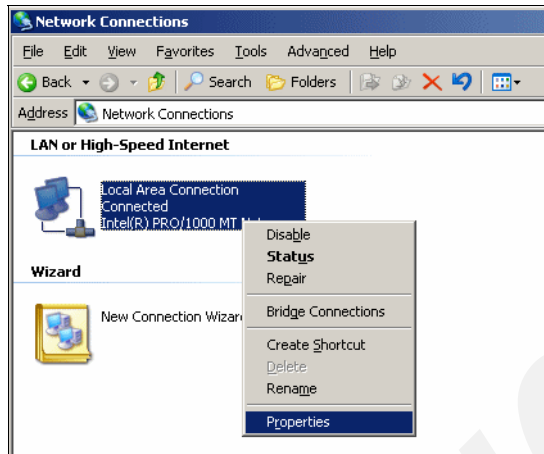 Network Connections
File Edit View Favorites Tools Advanced Help
Back Search Folders
Address Network Connections
LAN or High-Speed Internet
Local Area Connection
Connected
Intel(R) PRO/1000 MT
Disable
Status
Repair
Bridge Connections
Create Shortcut
Delete
Rename
Properties
Wizard
New Connection Wizard